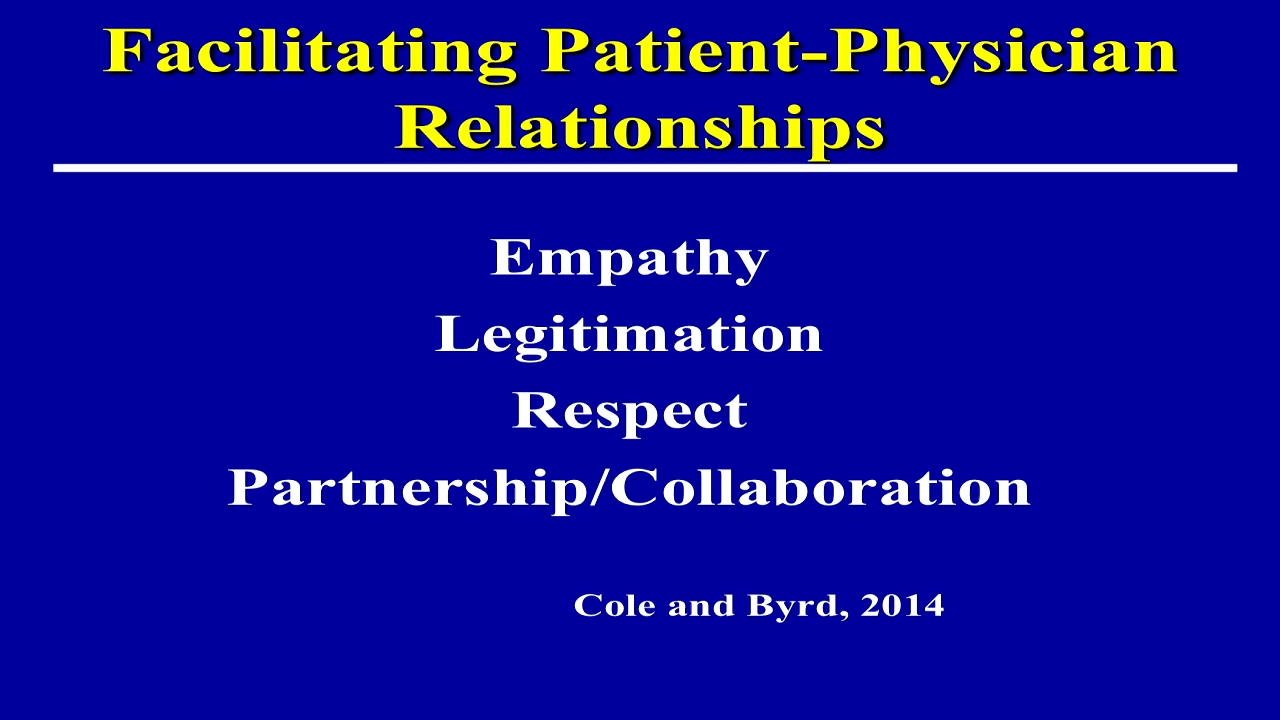 Facilitating Patient-Physician
Relationships
Empathy
Legitimation
Respect
Partnership/Collaboration
Cole and Byrd, 2014